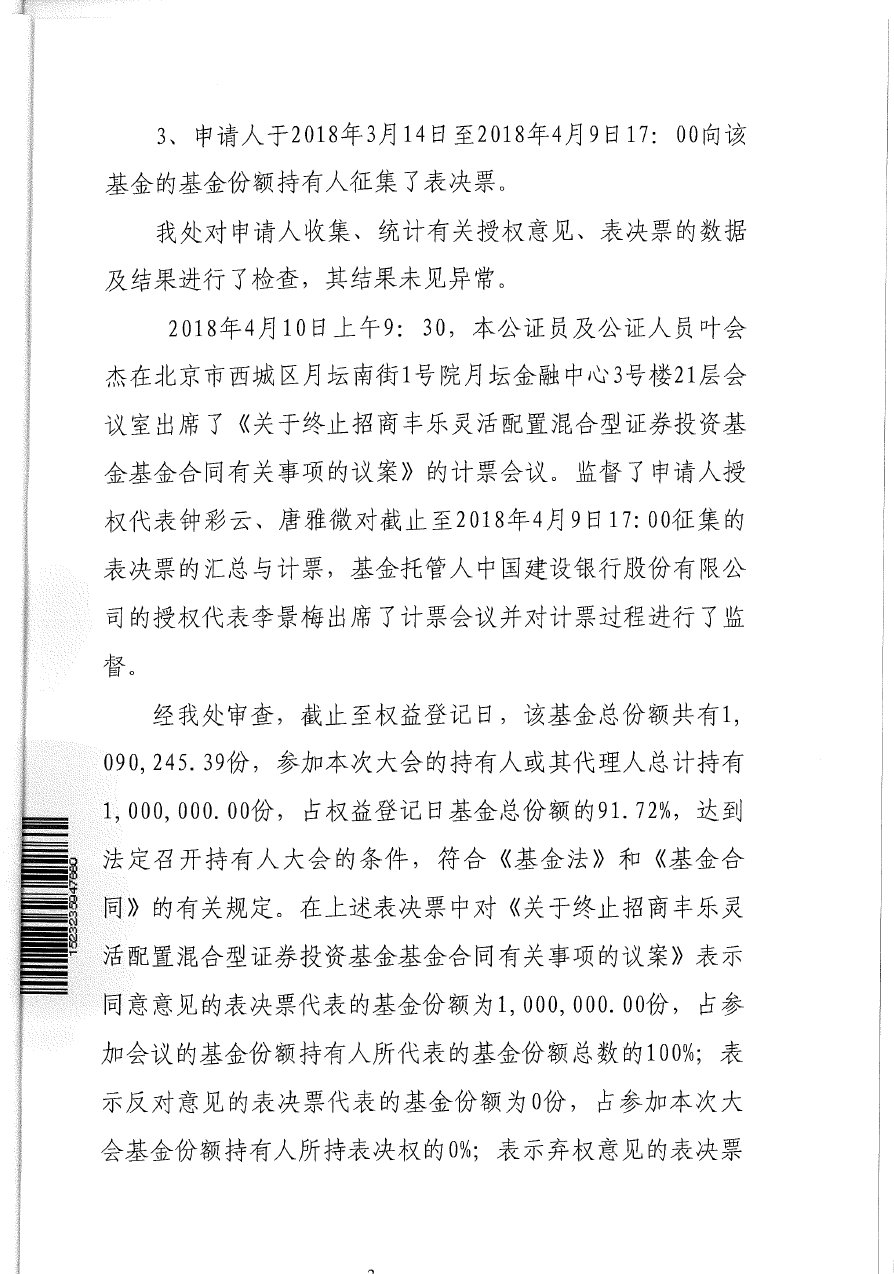 3、申请人于2018年3月14日至2018年4月9日17：00向该
基金的基金份额持有人征集了表决票。
我处对申请人收集、统计有关授权意见、表决票的数据
及结果进行了检查，其结果未见异常。
2018年4月10日上午9：30，本公证员及公证人员叶会
杰在北京市西城区月坛南街1号院月坛金融中心3号楼21层会
议室出席了《关于终止招商丰乐灵活配置混合型证券投资基
金基金合同有关事项的议案》的计票会议。监督了申请人授
权代表钟彩云、唐雅微对截止至2018年4月9日17:00征集的
表决票的汇总与计票，基金托管人中国建设银行股份有限公
司的授权代表李景梅出席了计票会议并对计票过程进行了监
督。
经我处审查，截止至权益登记日，该基金总份额共有1,
090,245.39份，参加本次大会的持有人或其代理人总计持有
1,000,000.00份，占权益登记日基金总份额的91.72%，达到
法定召开持有人大会的条件，符合《基金法》和《基金合
同》的有关规定。在上述表决票中对《关于终止招商丰乐灵
活配置混合型证券投资基金基金合同有关事项的议案》表示
同意意见的表决票代表的基金份额为1,000,000.00份，占参
加会议的基金份额持有人所代表的基金份额总数的100%；表
示反对意见的表决票代表的基金份额为0份，占参加本次大
会基金份额持有人所持表决权的0%；表示弃权意见的表决票
1523235947660